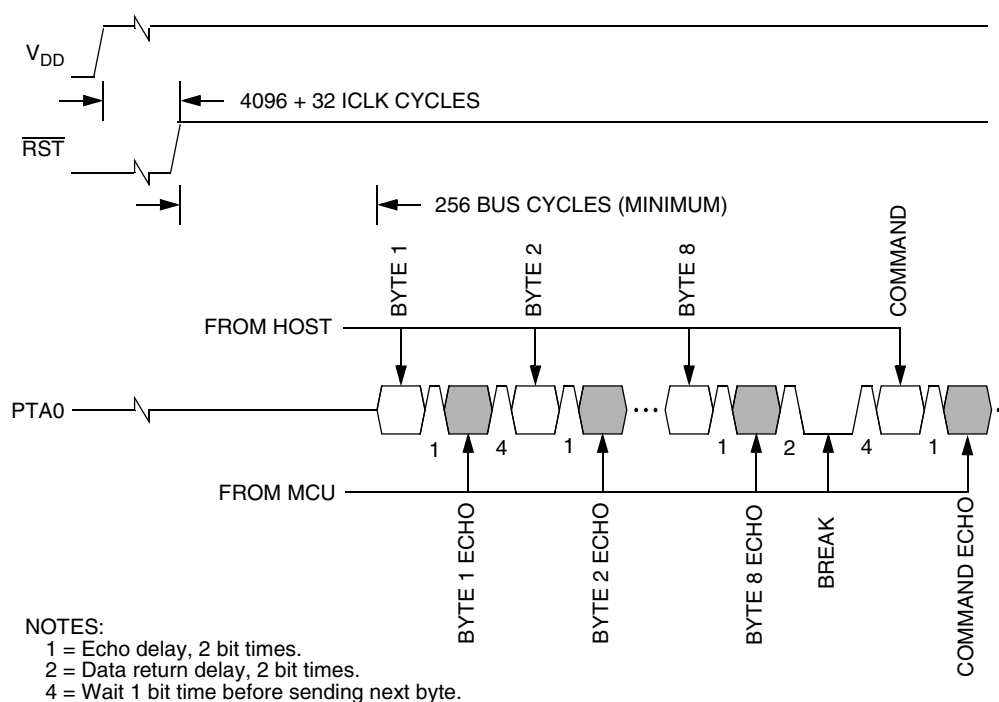 VDD
4096 + 32 ICLK CYCLES
RST
256 BUS CYCLES (MINIMUM)
BYTE 1
BYTE 2
BYTE 8
COMMAND
FROM HOST
PTA0
...
1
4
1
1
2
4
1
FROM MCU
BYTE 1 ECHO
BYTE 2 ECHO
BYTE 8 ECHO
BREAK
COMMAND ECHO
NOTES:
1 = Echo delay, 2 bit times.
2 = Data return delay, 2 bit times.
4 = Wait 1 bit time before sending next byte.